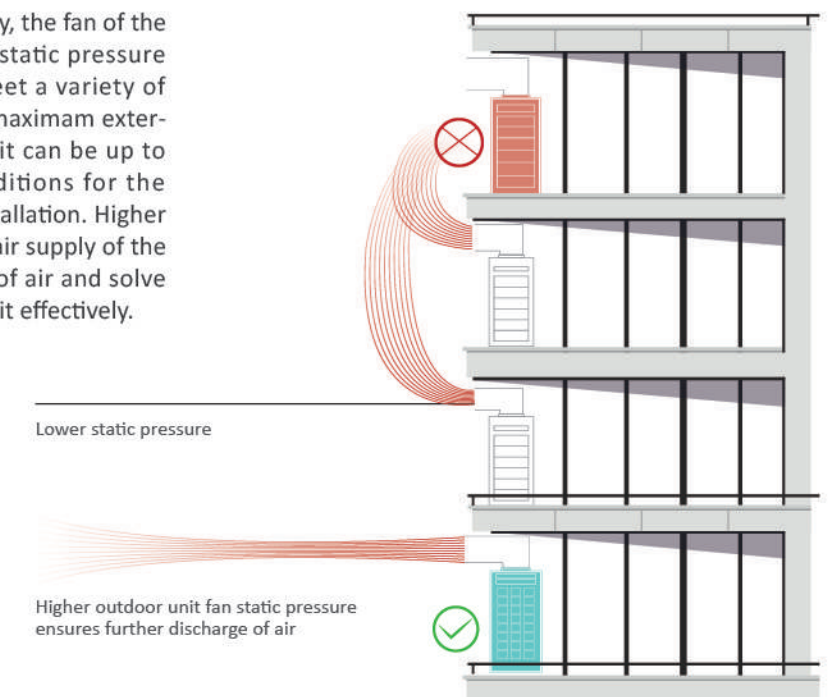 y, the fan of the
static pressure
eet a variety of
naximam exter-
it can be up to
ditions for the
allation. Higher
air supply of the
of air and solve
it effectively.
Lower static pressure
Higher outdoor unit fan static pressure
ensures further discharge of air